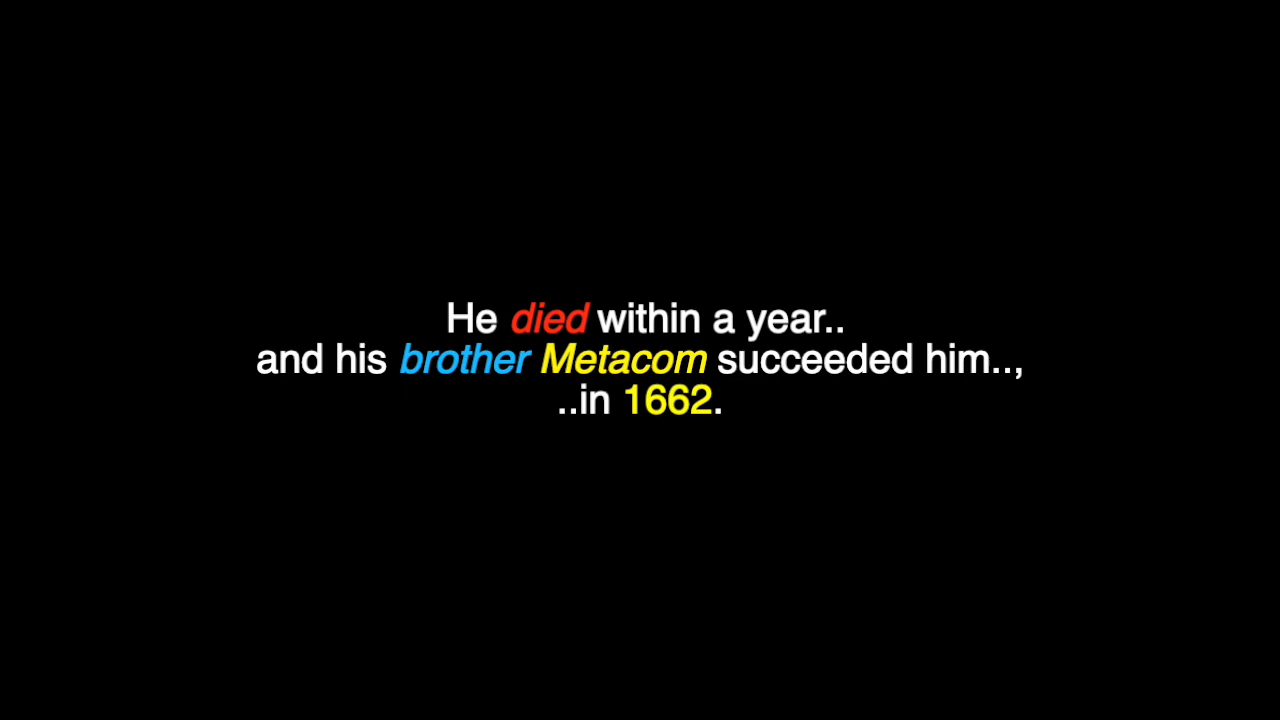 He died within a year..
and his brother Metacom succeeded him..,
..in 1662.